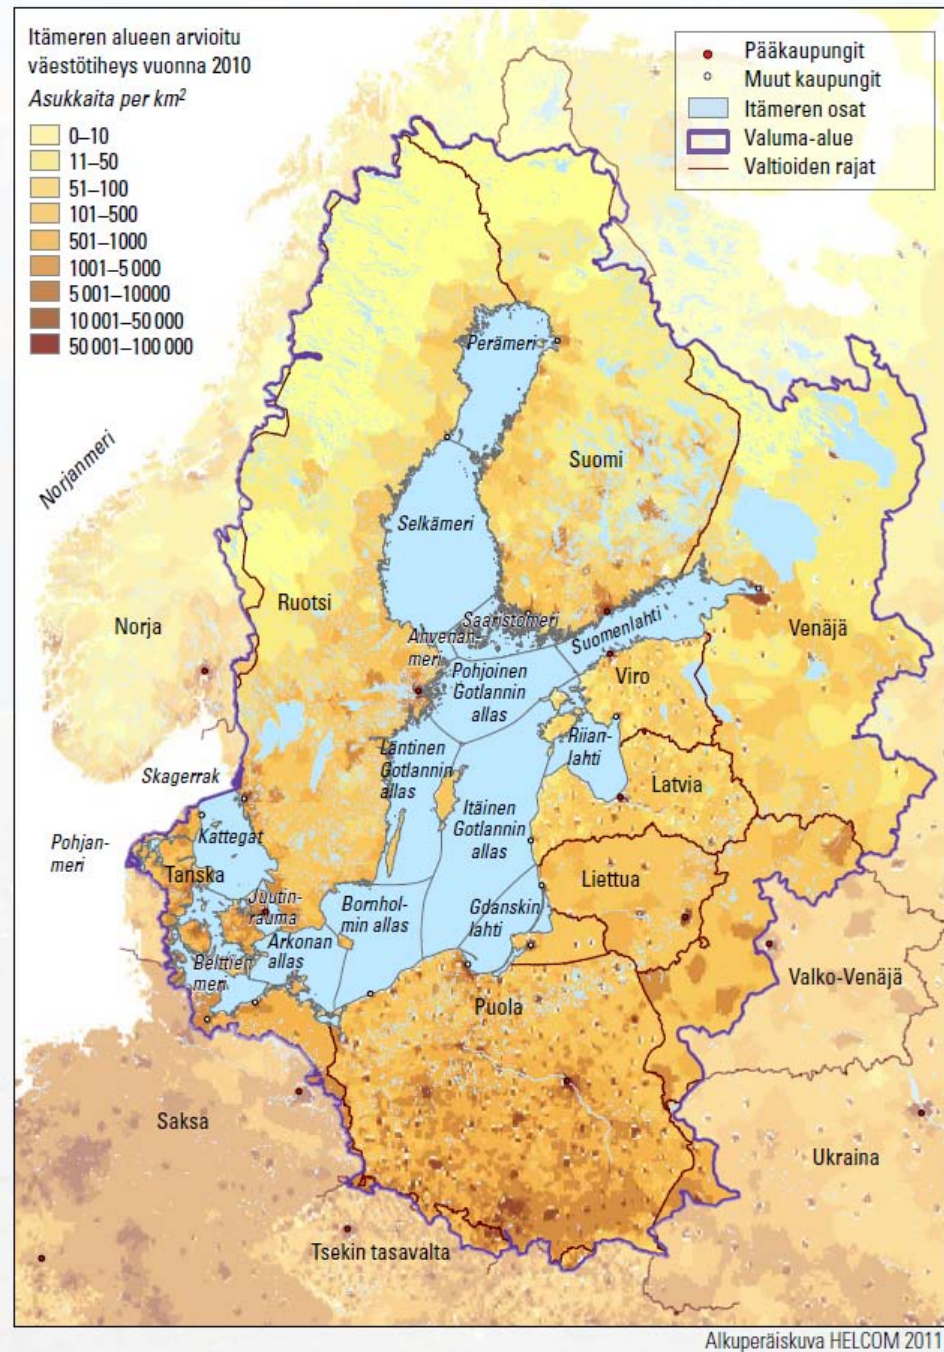 Itämeren alueen arvioitu
väestötiheys vuonna 2010
Asukkaita per km²
0–10
11–50
51–100
101–500
501–1000
1001–5 000
5 001–10000
10 001–50 000
50 001–100 000
Pääkaupungit
Muut kaupungit
Itämeren osat
Valuma-alue
Valtioiden rajat
Perämeri
Norjanmeri
Suomi
Selkämeri
Ruotsi
Norja
Saaristomeri
Suomenlahti
Venäjä
Ahvenan-
meri
Pohjoinen
Gotlannin
allas
Viro
Läntinen
Gotlannin
allas
Riian-
lahti
Skagerrak
Latvia
Itäinen
Gotlannin
allas
Kattegat
Pohjan-
meri
Tanska
Liettua
Juutin-
rauma
Bornhol-
min allas
Gdanskin
lahti
Arkonan
allas
Belttien
meri
Valko-Venäjä
Puola
Saksa
Ukraina
Tsekin tasavalta
Alkuperäiskuva HELCOM 2011